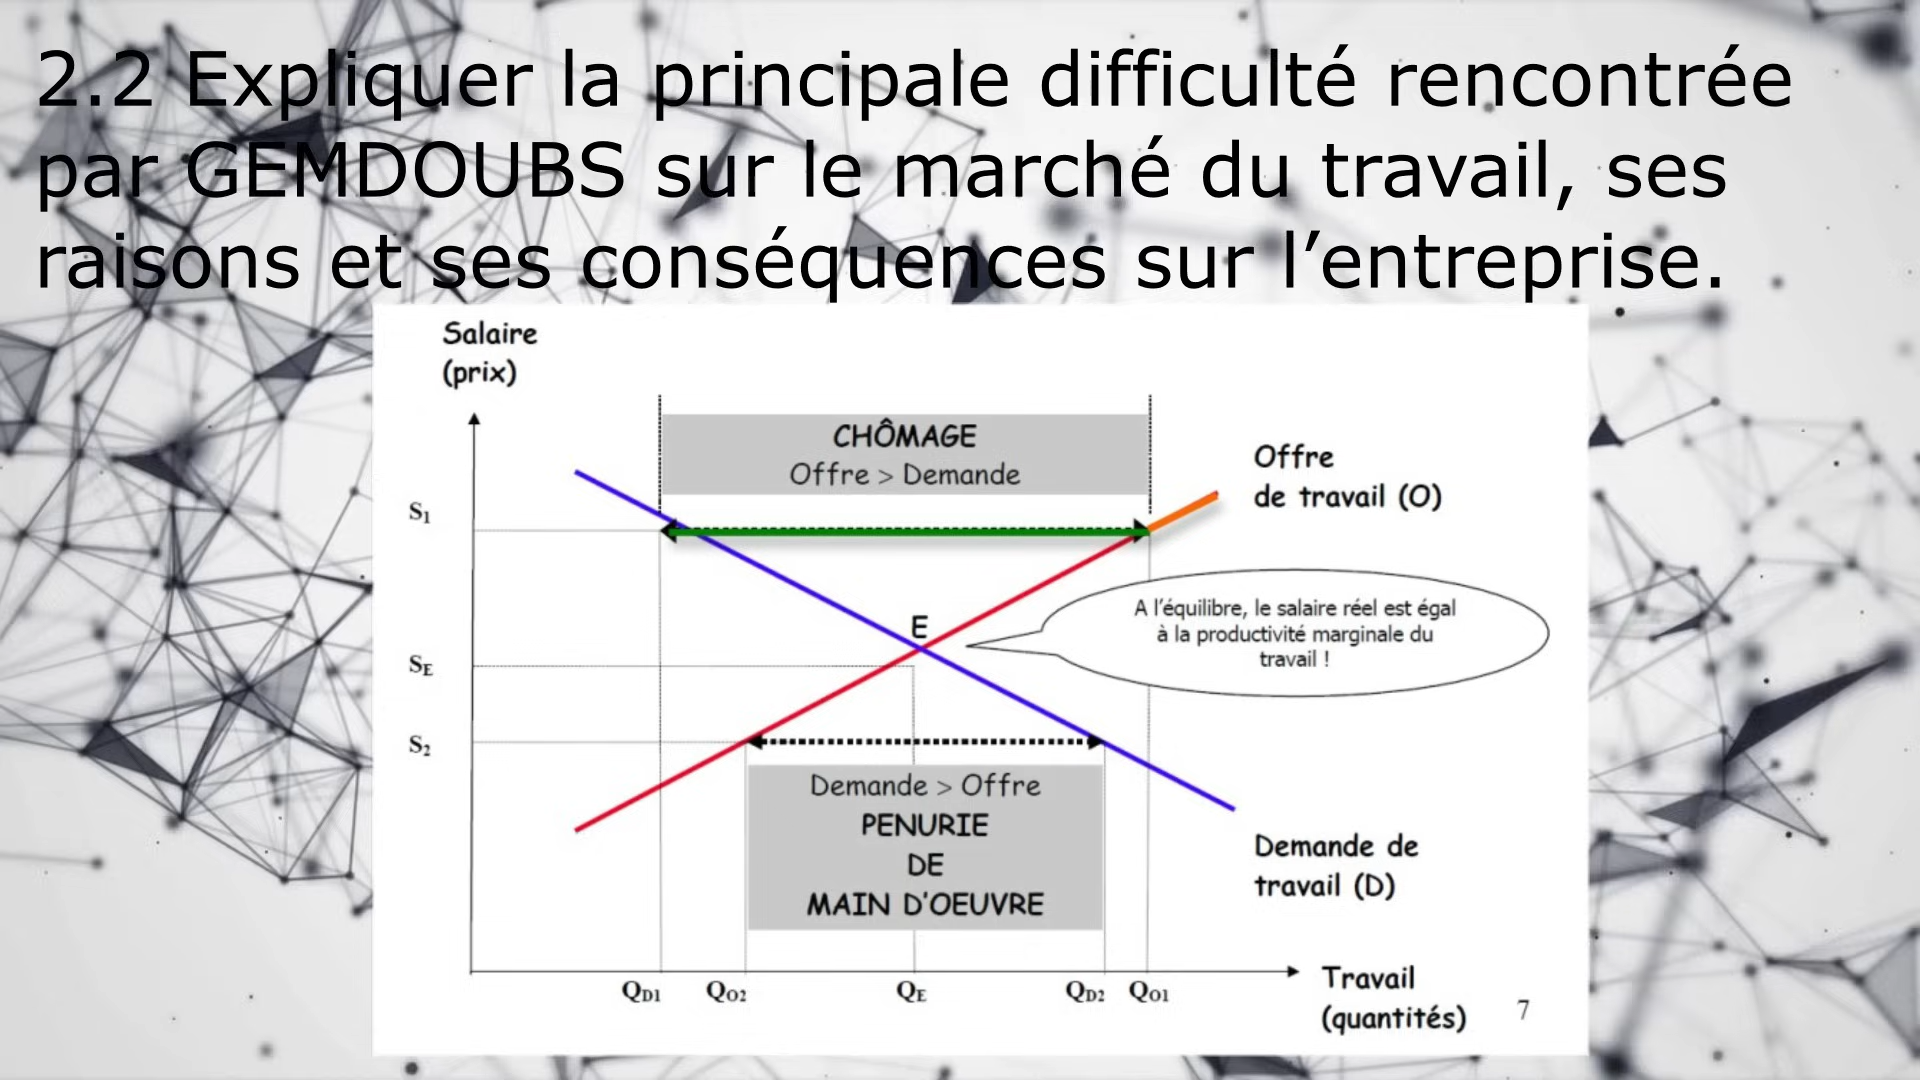 2.2 Expliquer la principale difficulté rencontrée
par GEMDOUBS sur le marché du travail, ses
raisons et ses conséquences sur l’entreprise.
Salaire
(prix)
CHÔMAGE
Offre > Demande
Offre
de travail (O)
S1
A l’équilibre, le salaire réel est égal
à la productivité marginale du
travail !
E
SE
S2
Demande > Offre
PENURIE
DE
MAIN D’OEUVRE
Demande de
travail (D)
QD1 QO2 QE QD2 QO1
Travail
(quantités)
7